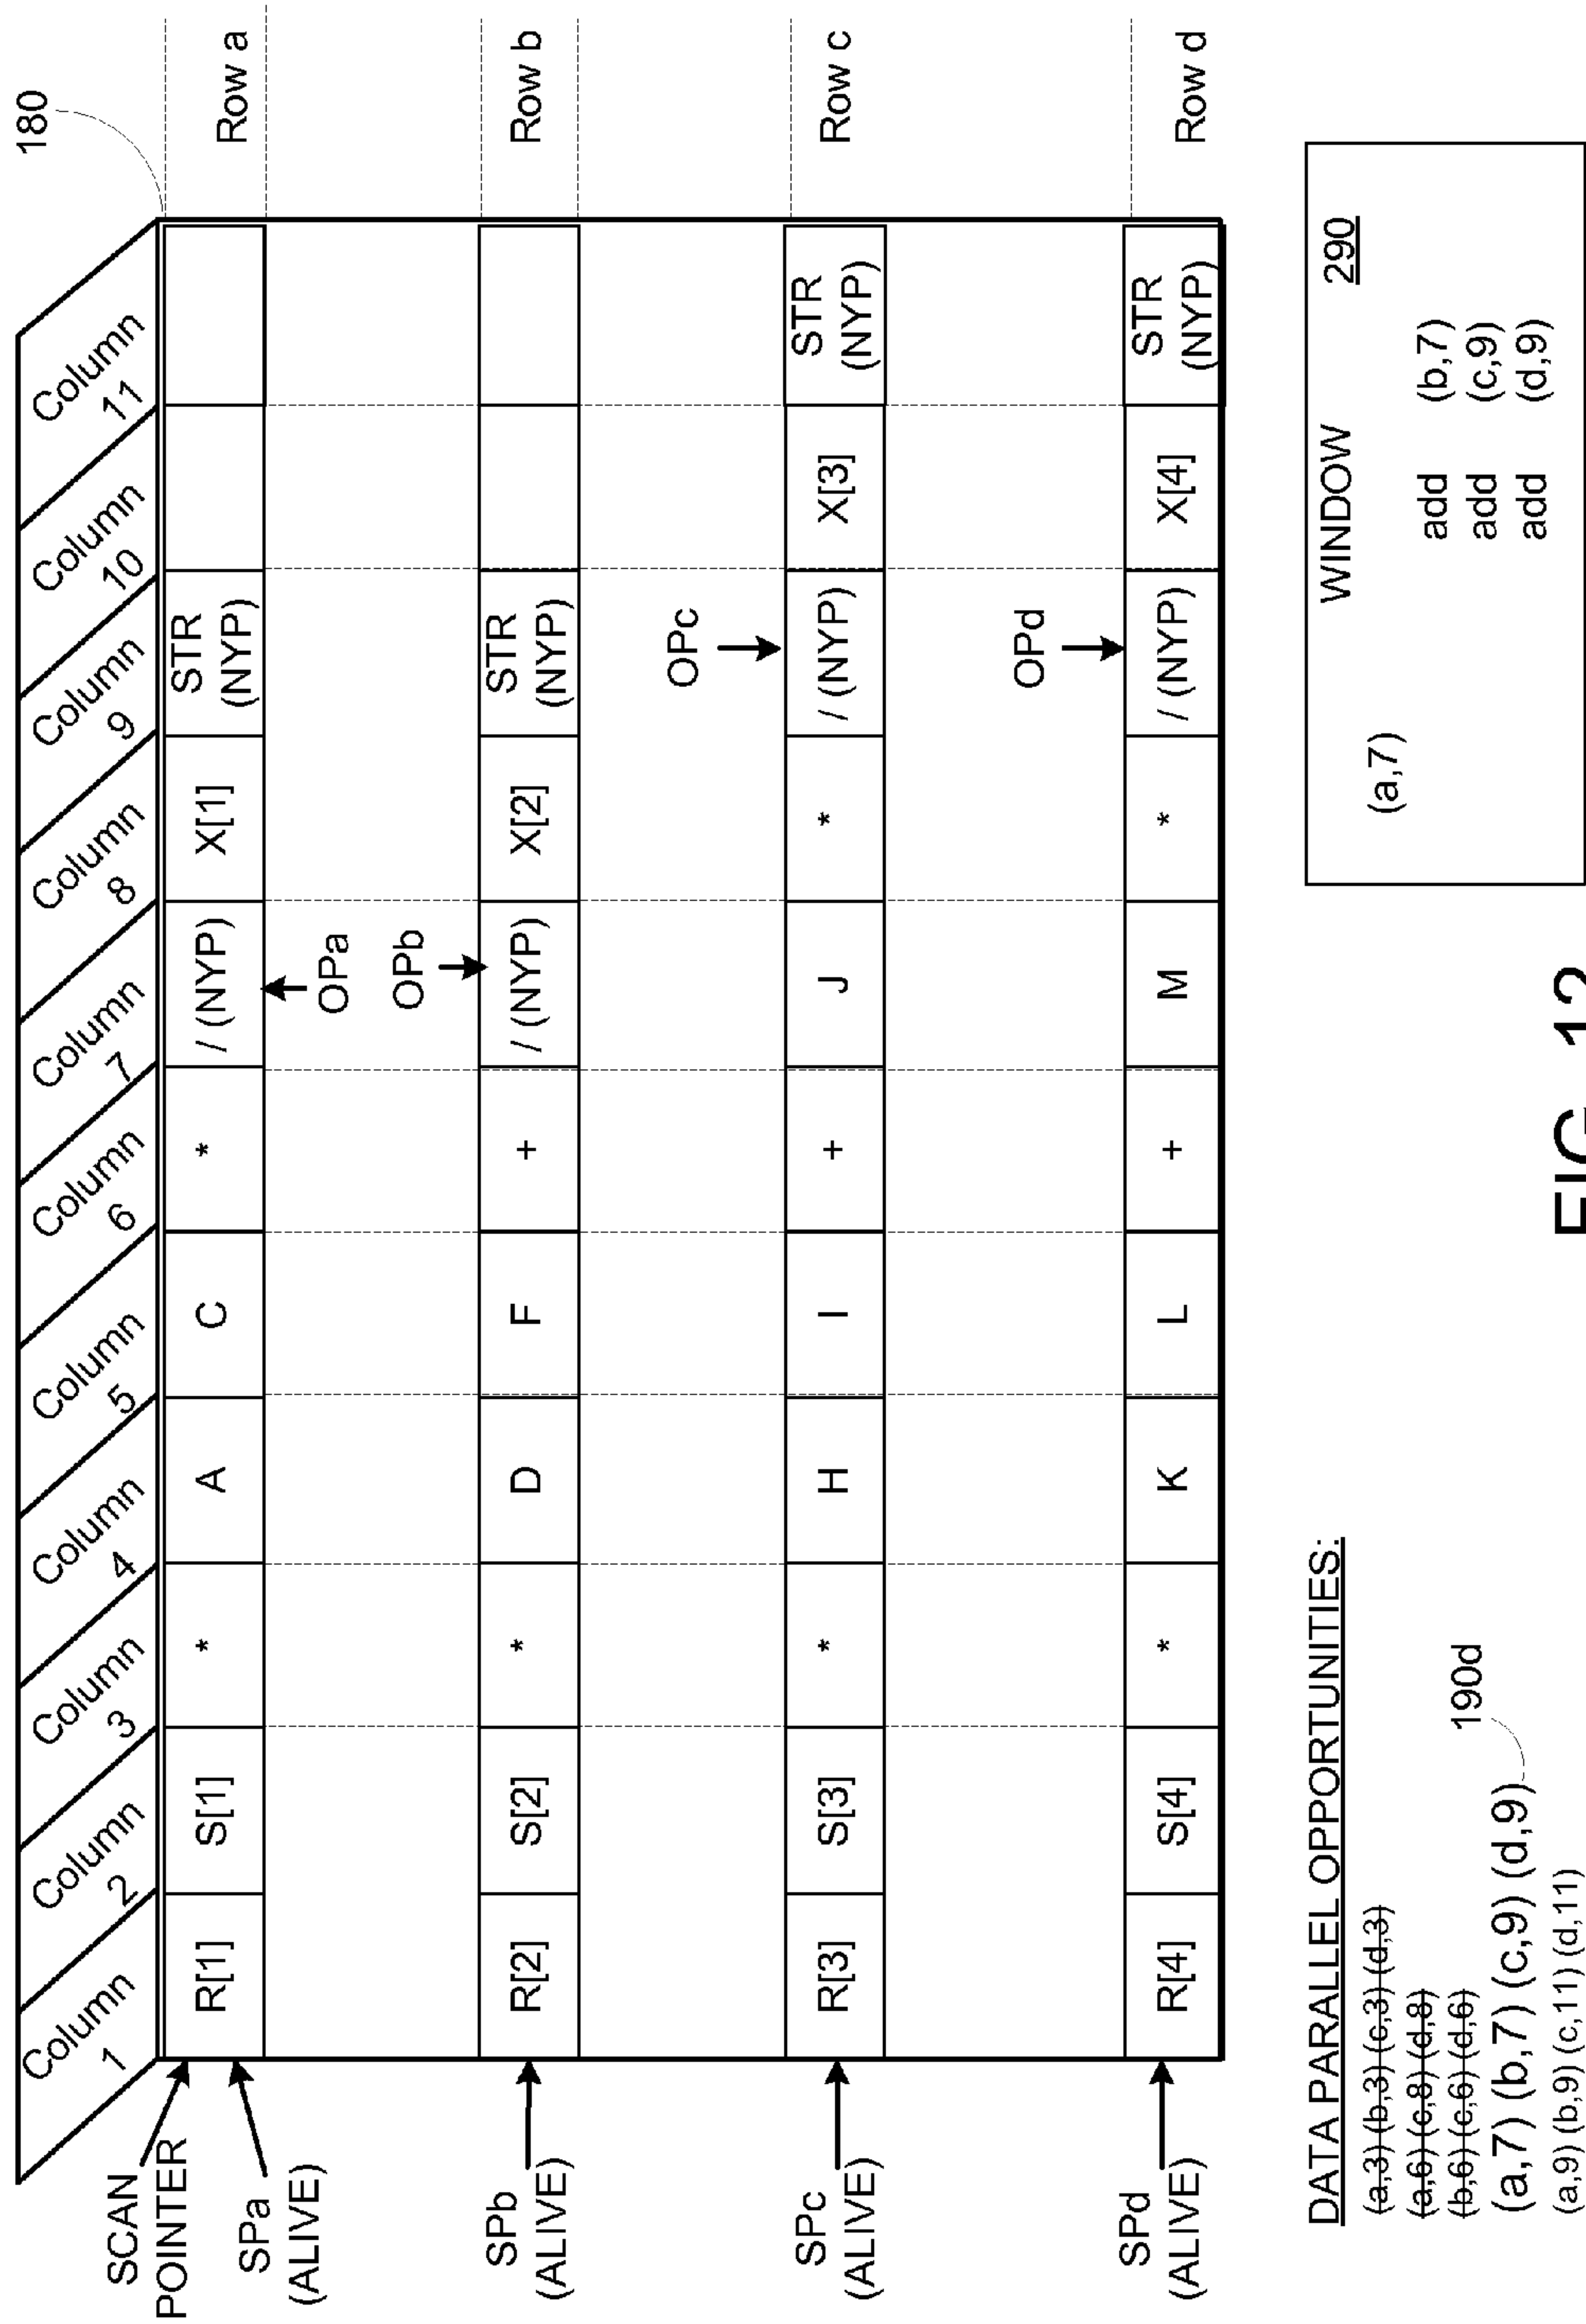 180
Column 1
Column 2
Column 3
Column 4
Column 5
Column 6
Column 7
Column 8
Column 9
Column 10
Column 11
SCAN POINTER
SPa (ALIVE)
R[1] S[1] * A C * / (NYP) X[1] STR (NYP)
Row a
OPa
OPb
SPb (ALIVE)
R[2] S[2] * D F + / (NYP) X[2] STR (NYP)
Row b
OPc
SPc (ALIVE)
R[3] S[3] * H I + J * / (NYP) X[3] STR (NYP)
Row c
OPd
SPd (ALIVE)
R[4] S[4] * K L + M * / (NYP) X[4] STR (NYP)
Row d
DATA PARALLEL OPPORTUNITIES:
(a,3) (b,3) (c,3) (d,3)
(a,6) (c,8) (d,8)
(b,6) (c,6) (d,6)
190d
(a,7) (b,7) (c,9) (d,9)
(a,9) (b,9) (c,11) (d,11)
WINDOW 290
(a,7)
add (b,7)
add (c,9)
add (d,9)
FIG. 12